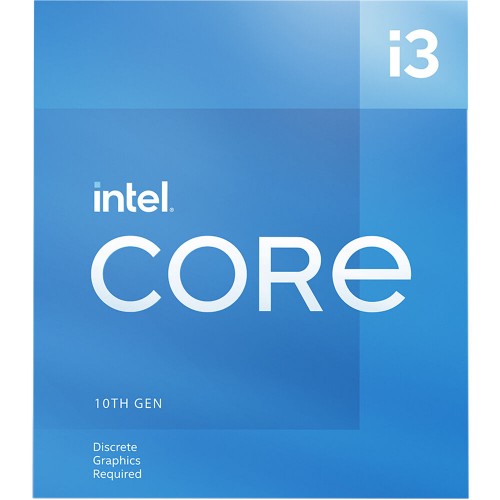 i3
intel.
CORE
10TH GEN
Discrete
Graphics
Required